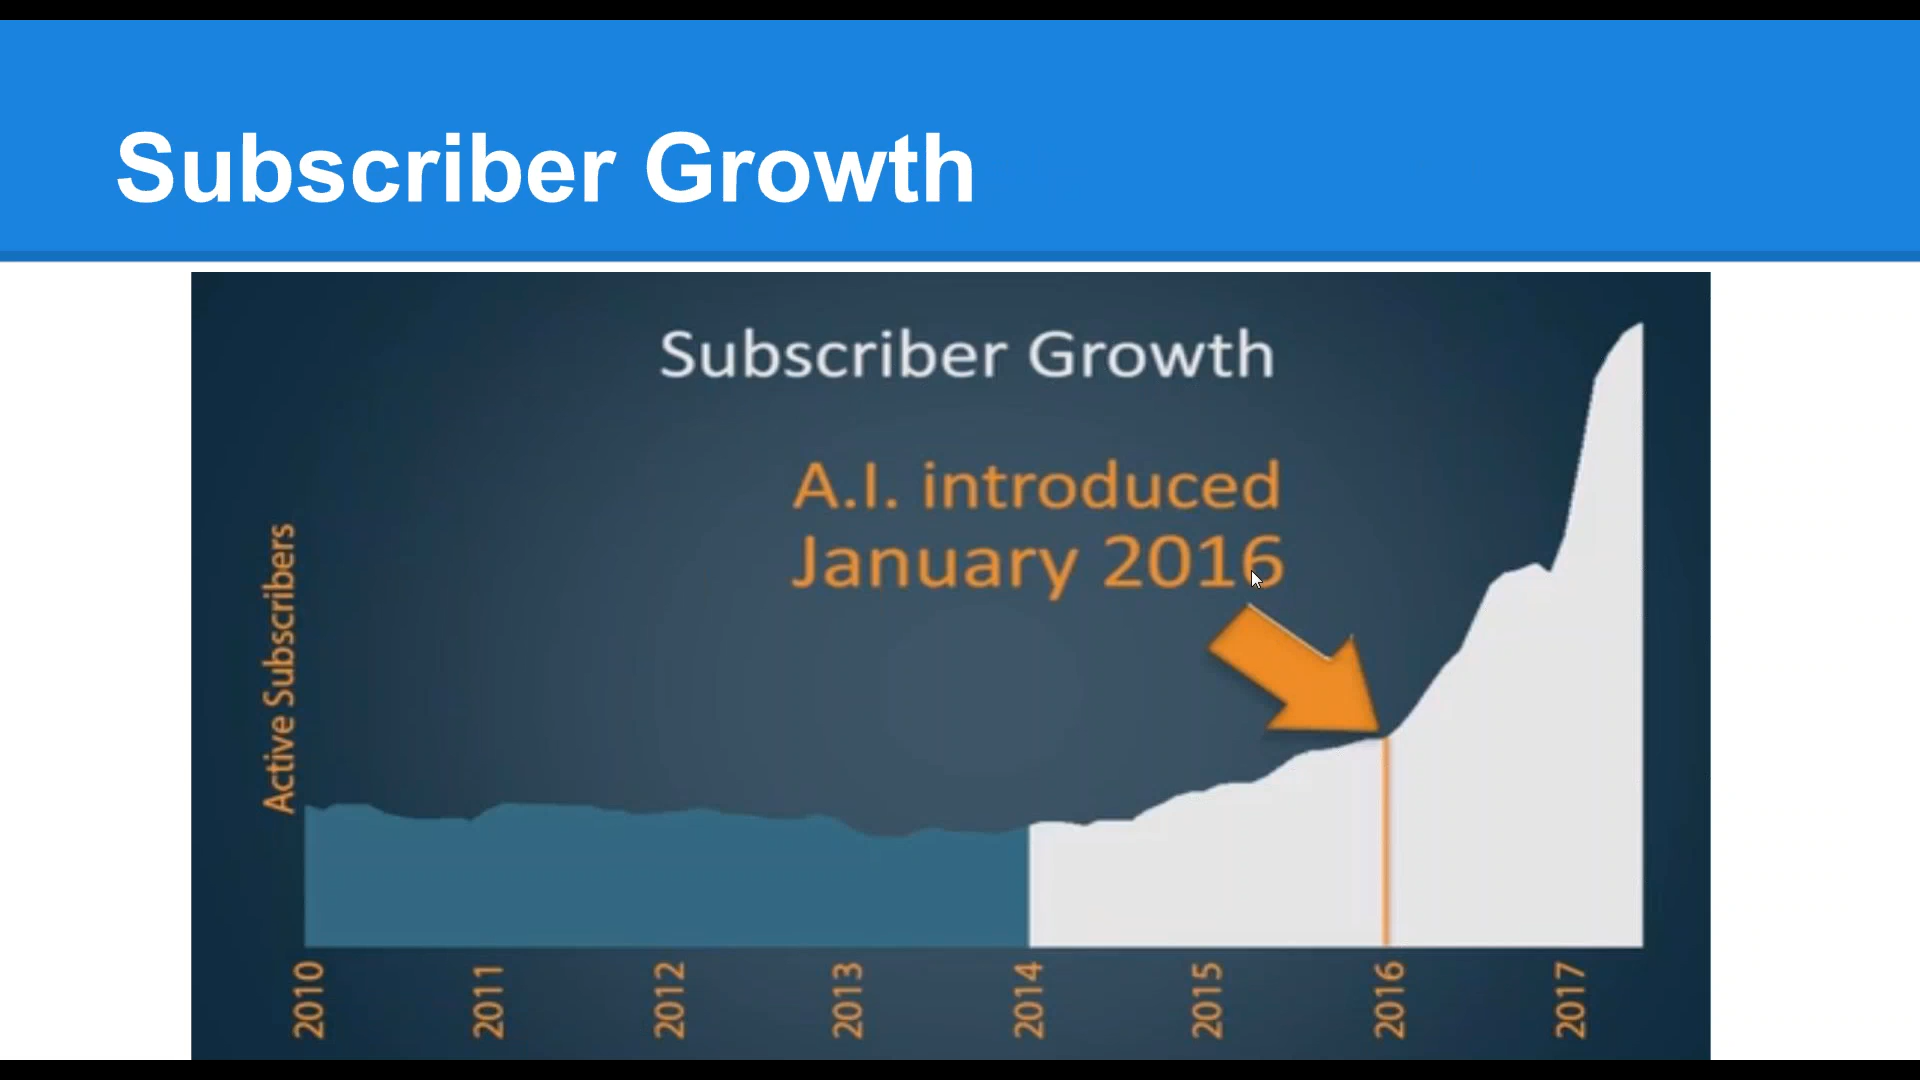 Subscriber Growth
Subscriber Growth
A.I. introduced
January 2016
Active Subscribers
2010
2011
2012
2013
2014
2015
2016
2017